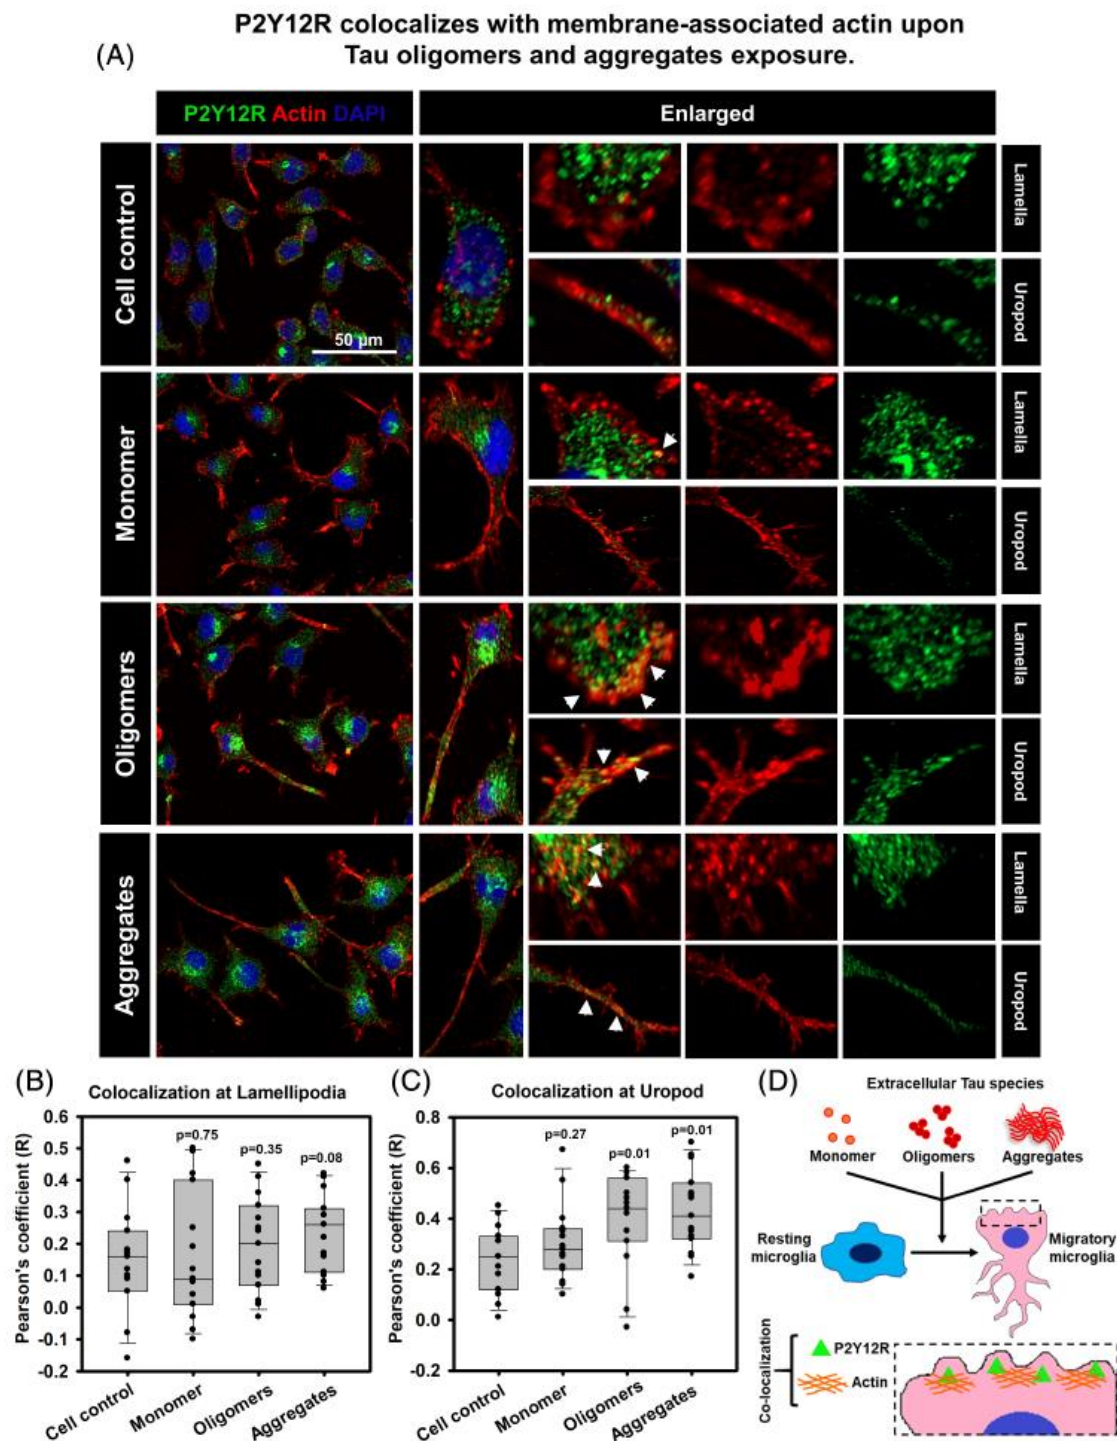 P2Y12R colocalizes with membrane-associated actin upon
Tau oligomers and aggregates exposure.
(A)
P2Y12R Actin DAPI
Enlarged
Cell control
50 µm
Lamella
Uropod
Monomer
Lamella
Uropod
Oligomers
Lamella
Uropod
Aggregates
Lamella
Uropod
(B)
Colocalization at Lamellipodia
Pearson's coefficient (R)
0.6
0.5
0.4
0.3
0.2
0.1
0.0
-0.1
-0.2
p=0.75
p=0.35
p=0.08
Cell control
Monomer
Oligomers
Aggregates
(C)
Colocalization at Uropod
Pearson's coefficient (R)
0.8
0.6
0.4
0.2
0.0
-0.2
p=0.27
p=0.01
p=0.01
Cell control
Monomer
Oligomers
Aggregates
(D)
Extracellular Tau species
Monomer
Oligomers
Aggregates
Resting
microglia
Migratory
microglia
Co-localization
P2Y12R
Actin